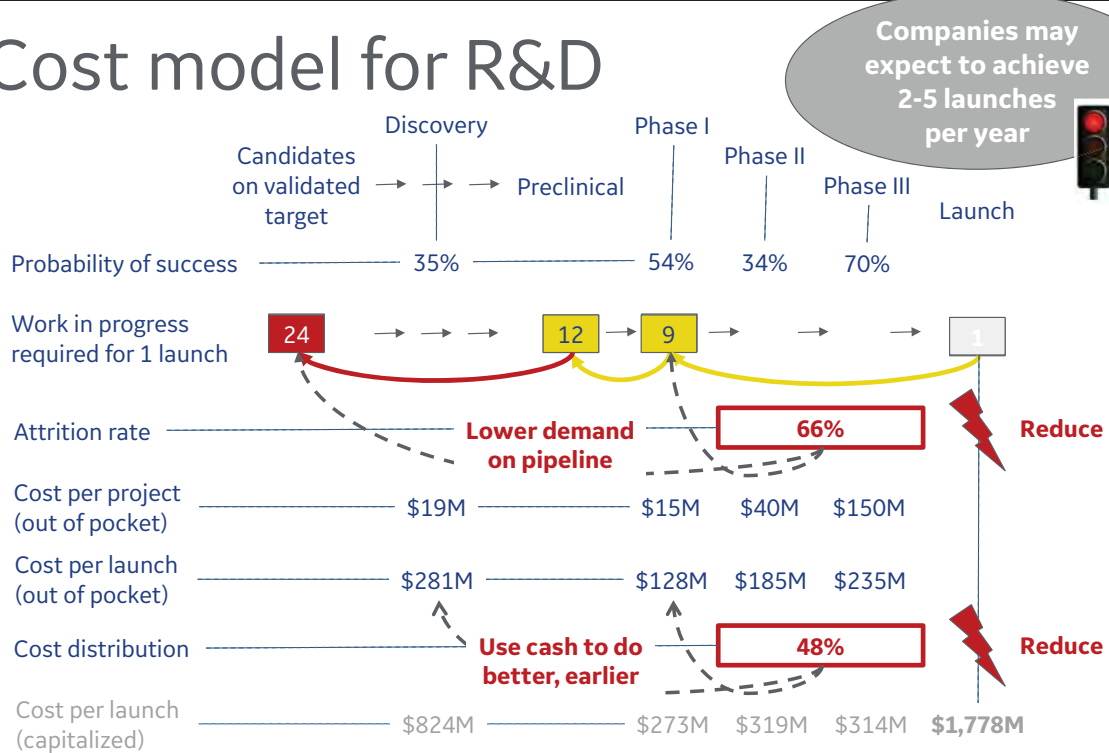 Cost model for R&D
Companies may
expect to achieve
2-5 launches
per year
Discovery
Phase I
Candidates
on validated
target
Preclinical
Phase II
Phase III
Launch
Probability of success
35%
54%
34%
70%
Work in progress
required for 1 launch
24
12
9
1
Attrition rate
Lower demand
on pipeline
66%
Reduce
Cost per project
(out of pocket)
$19M
$15M
$40M
$150M
Cost per launch
(out of pocket)
$281M
$128M
$185M
$235M
Cost distribution
Use cash to do
better, earlier
48%
Reduce
Cost per launch
(capitalized)
$824M
$273M
$319M
$314M
$1,778M